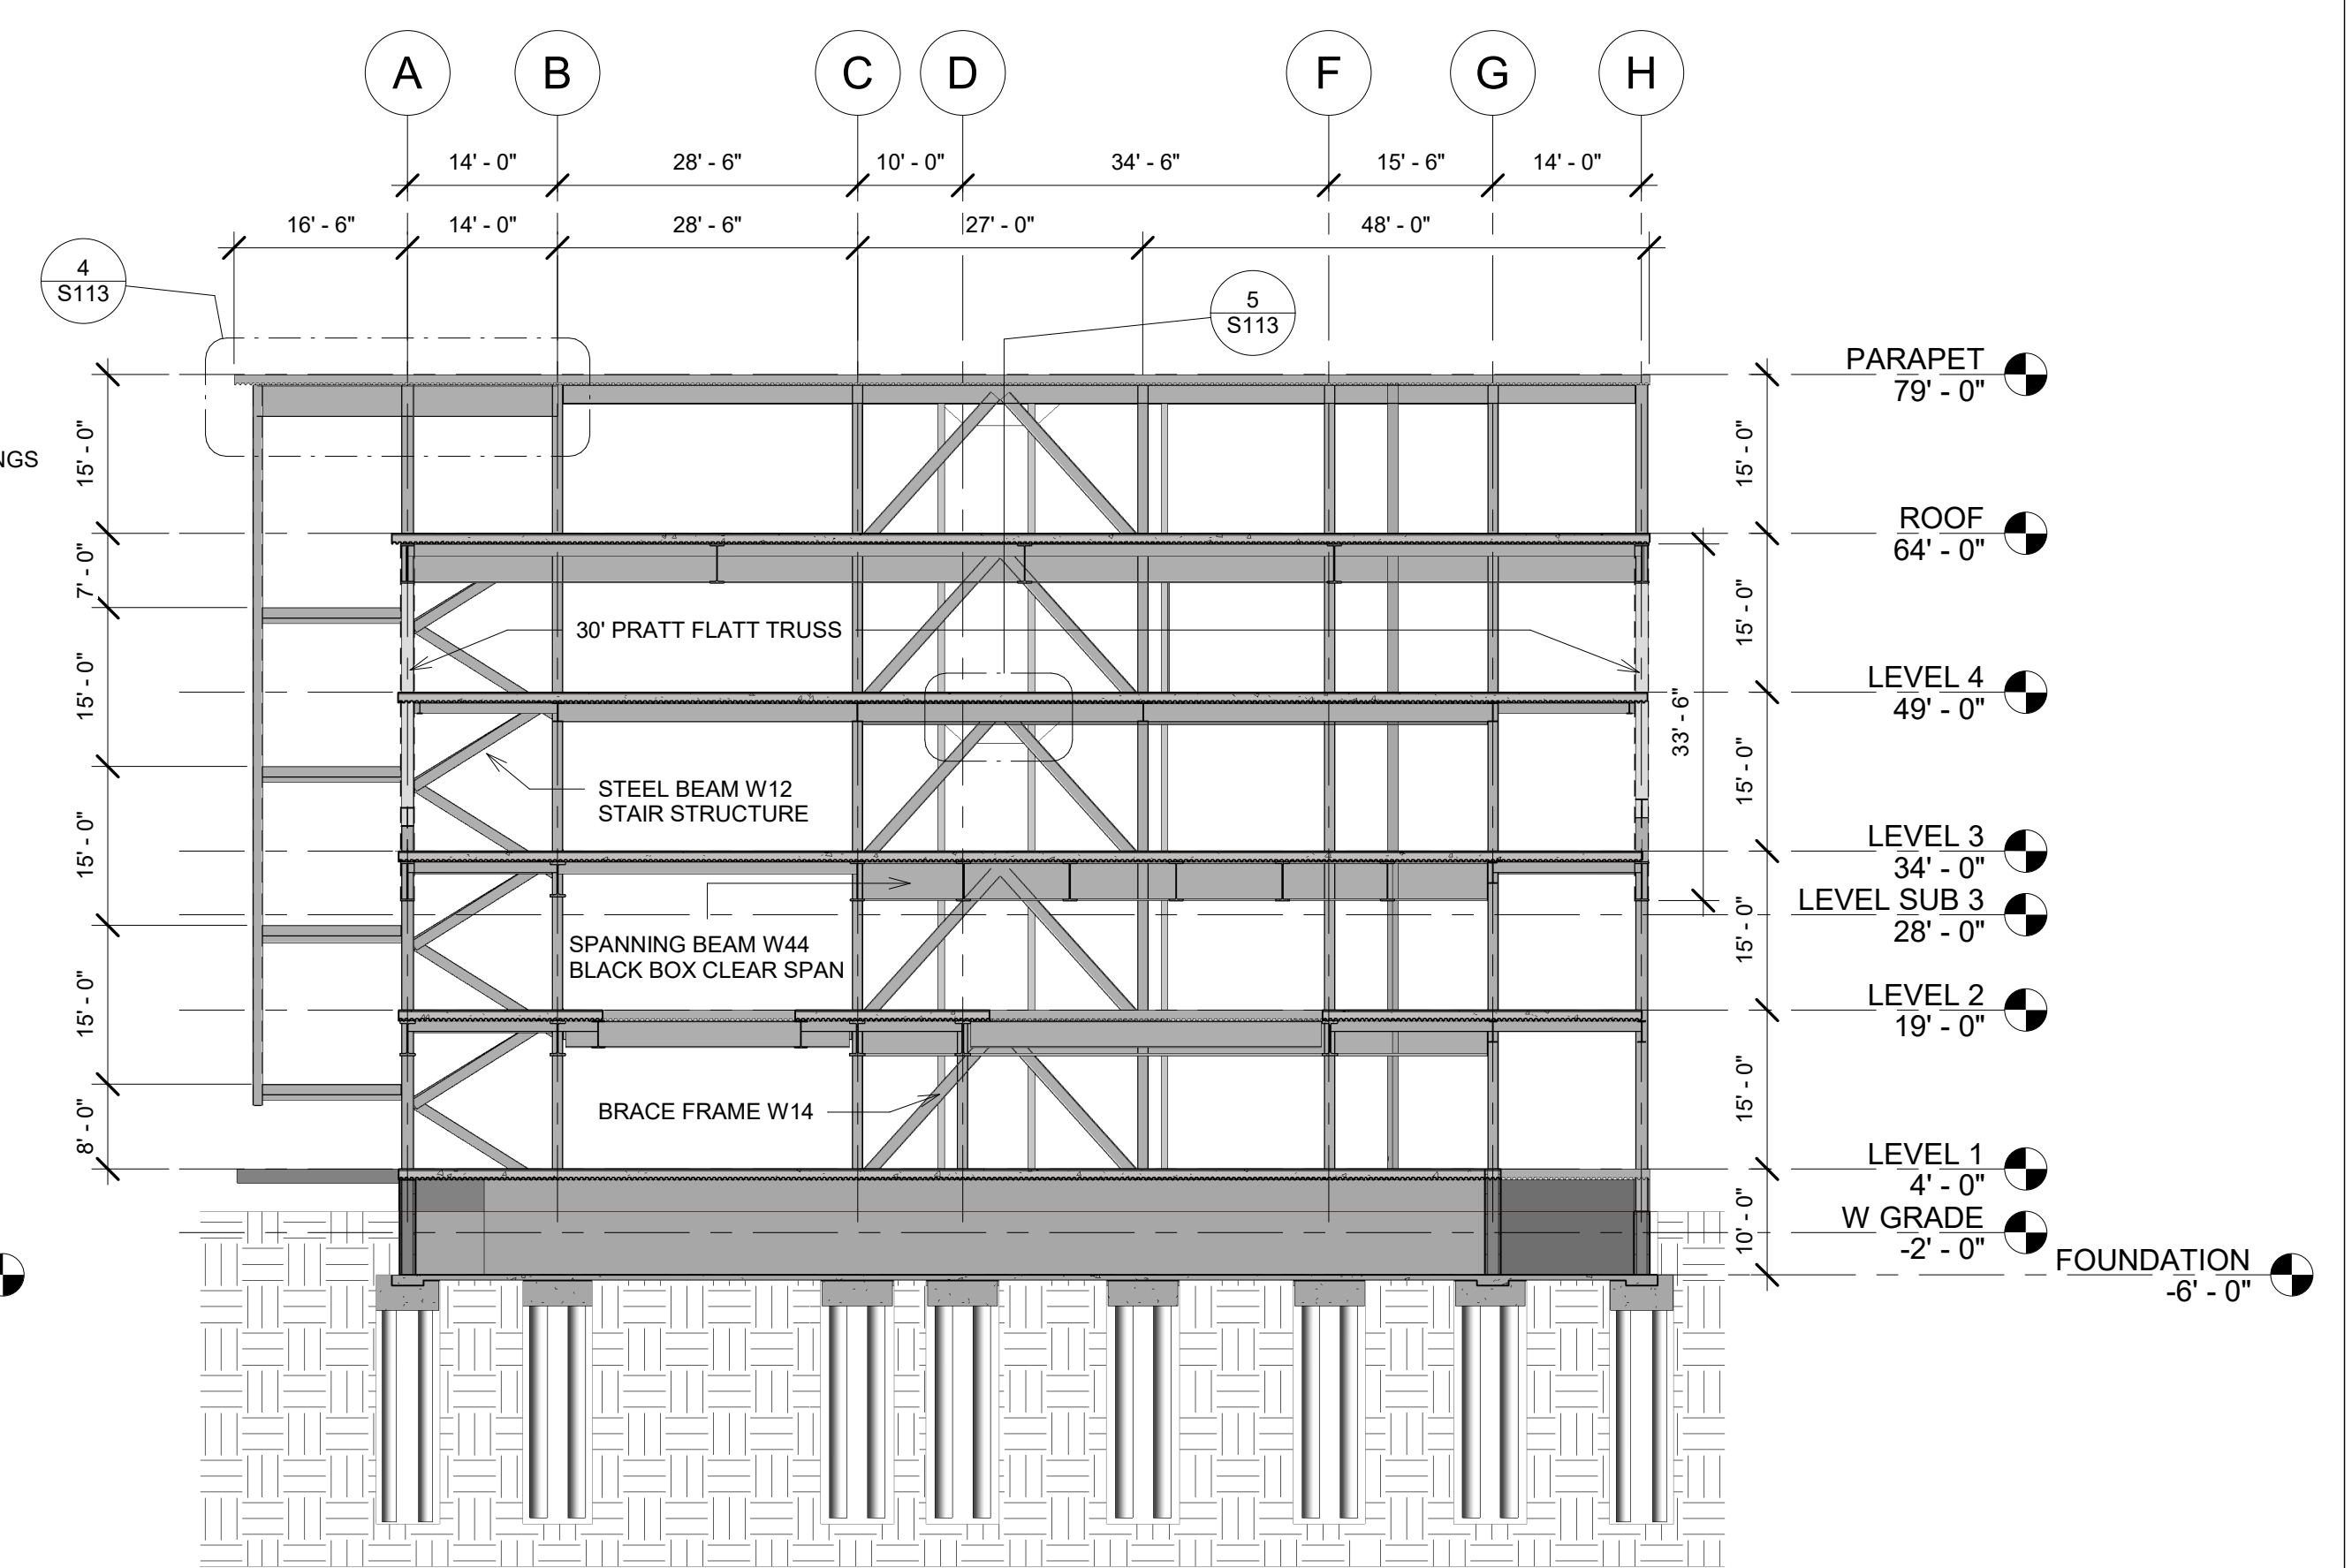 A
B
C
D
F
G
H
14' - 0"
28' - 6"
10' - 0"
34' - 6"
15' - 6"
14' - 0"
16' - 6"
14' - 0"
28' - 6"
27' - 0"
48' - 0"
4
S113
5
S113
NGS
15' - 0"
7' - 0"
15' - 0"
15' - 0"
15' - 0"
8' - 0"
30' PRATT FLATT TRUSS
STEEL BEAM W12
STAIR STRUCTURE
SPANNING BEAM W44
BLACK BOX CLEAR SPAN
BRACE FRAME W14
33' - 6"
15' - 0"
15' - 0"
15' - 0"
15' - 0"
15' - 0"
10' - 0"
PARAPET
79' - 0"
ROOF
64' - 0"
LEVEL 4
49' - 0"
LEVEL 3
34' - 0"
LEVEL SUB 3
28' - 0"
LEVEL 2
19' - 0"
LEVEL 1
4' - 0"
W GRADE
-2' - 0"
FOUNDATION
-6' - 0"